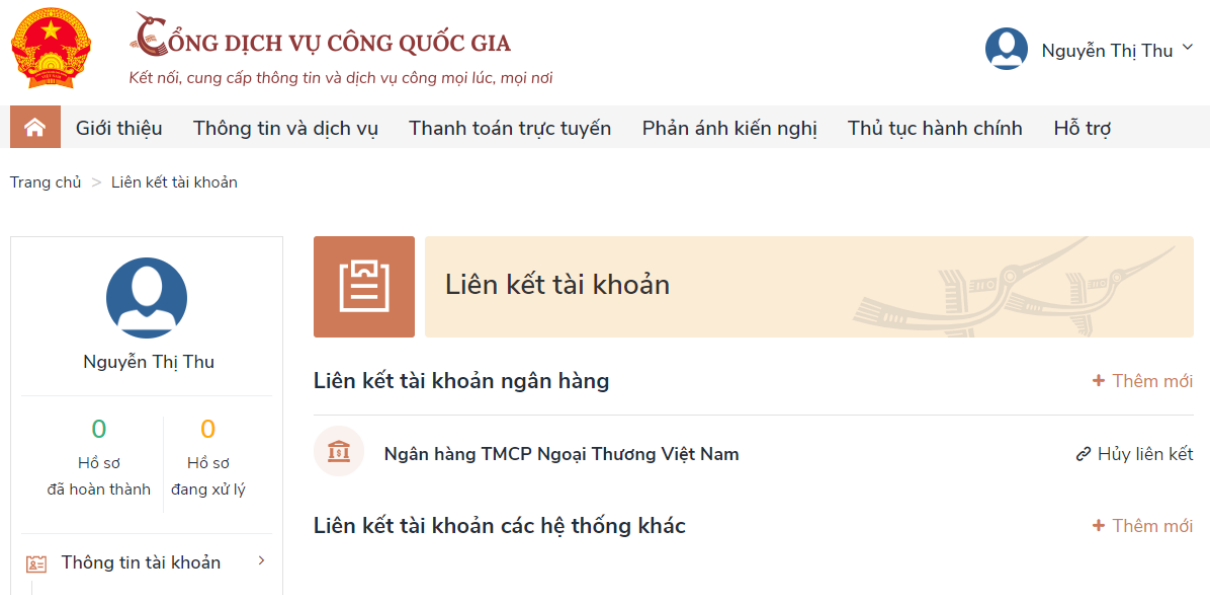 CỔNG DỊCH VỤ CÔNG QUỐC GIA
Kết nối, cung cấp thông tin và dịch vụ công mọi lúc, mọi nơi
Nguyễn Thị Thu
Giới thiệu Thông tin và dịch vụ Thanh toán trực tuyến Phản ánh kiến nghị Thủ tục hành chính Hỗ trợ
Trang chủ > Liên kết tài khoản
Nguyễn Thị Thu
0 0
Hồ sơ Hồ sơ
đã hoàn thành đang xử lý
Thông tin tài khoản >
Liên kết tài khoản
Liên kết tài khoản ngân hàng + Thêm mới
Ngân hàng TMCP Ngoại Thương Việt Nam Hủy liên kết
Liên kết tài khoản các hệ thống khác + Thêm mới